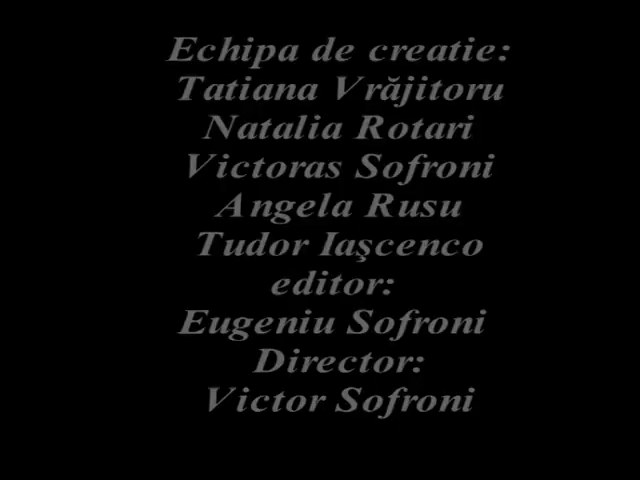 Echipa de creatie:
Tatiana Vrăjitoru
Natalia Rotari
Victoras Sofroni
Angela Rusu
Tudor Iaşcenco
editor:
Eugeniu Sofroni
Director:
Victor Sofroni